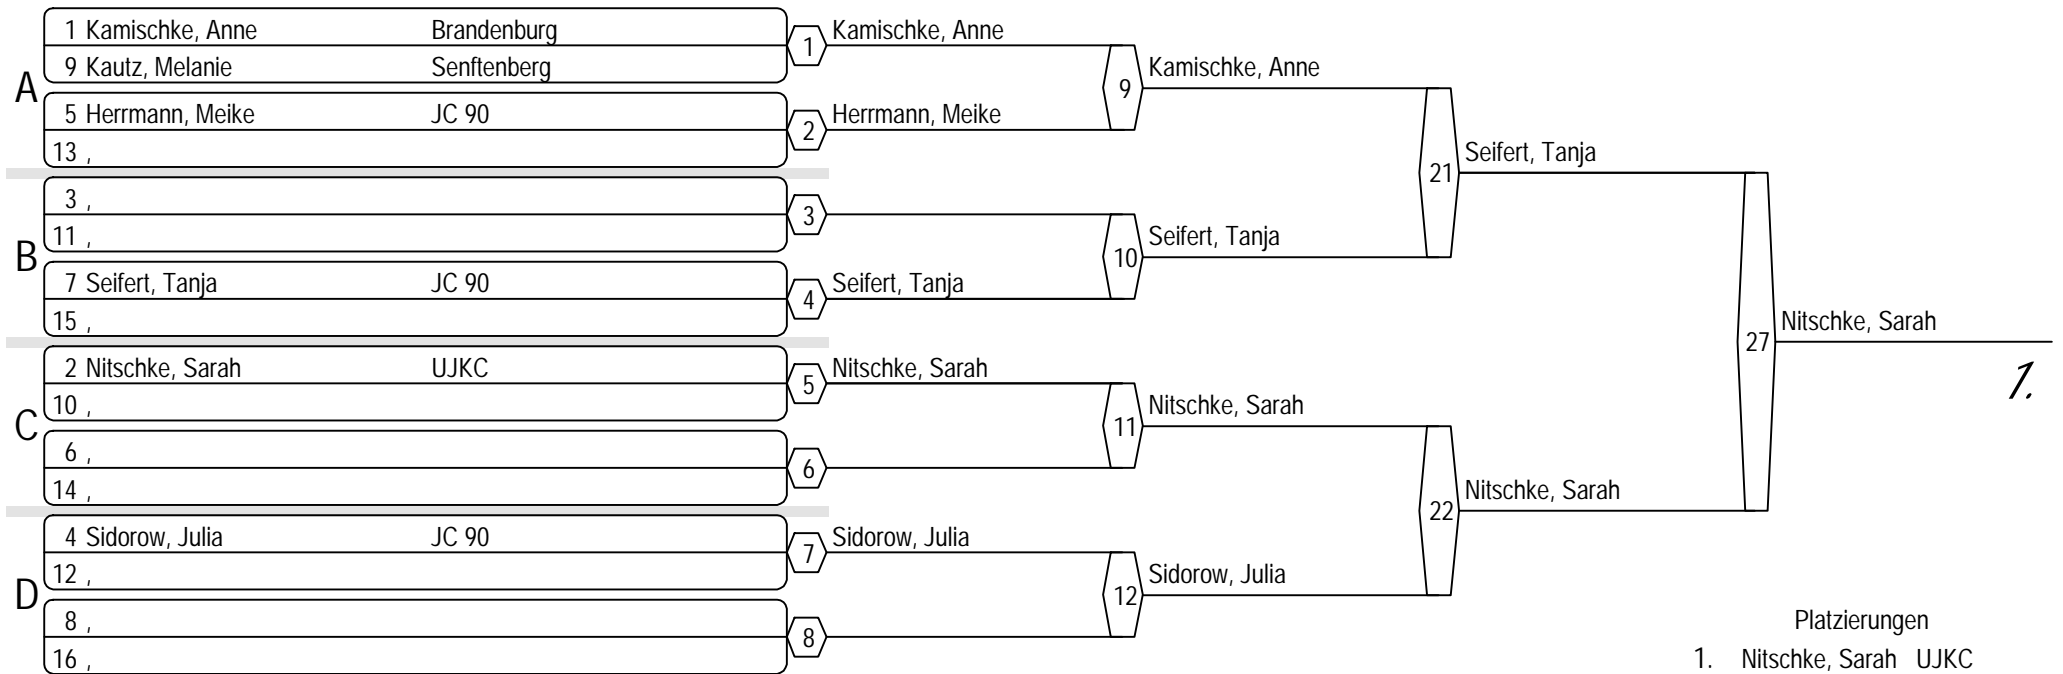 A
1 Kamischke, Anne Brandenburg
9 Kautz, Melanie Senftenberg
5 Herrmann, Meike JC 90
13 ,
B
3 ,
11 ,
7 Seifert, Tanja JC 90
15 ,
C
2 Nitschke, Sarah UJKC
10 ,
6 ,
14 ,
D
4 Sidorow, Julia JC 90
12 ,
8 ,
16 ,
1 Kamischke, Anne
2 Herrmann, Meike
3
4 Seifert, Tanja
5 Nitschke, Sarah
6
7 Sidorow, Julia
8
9 Kamischke, Anne
10 Seifert, Tanja
11 Nitschke, Sarah
12 Sidorow, Julia
21 Seifert, Tanja
22 Nitschke, Sarah
27 Nitschke, Sarah
1.
Platzierungen
1. Nitschke, Sarah UJKC